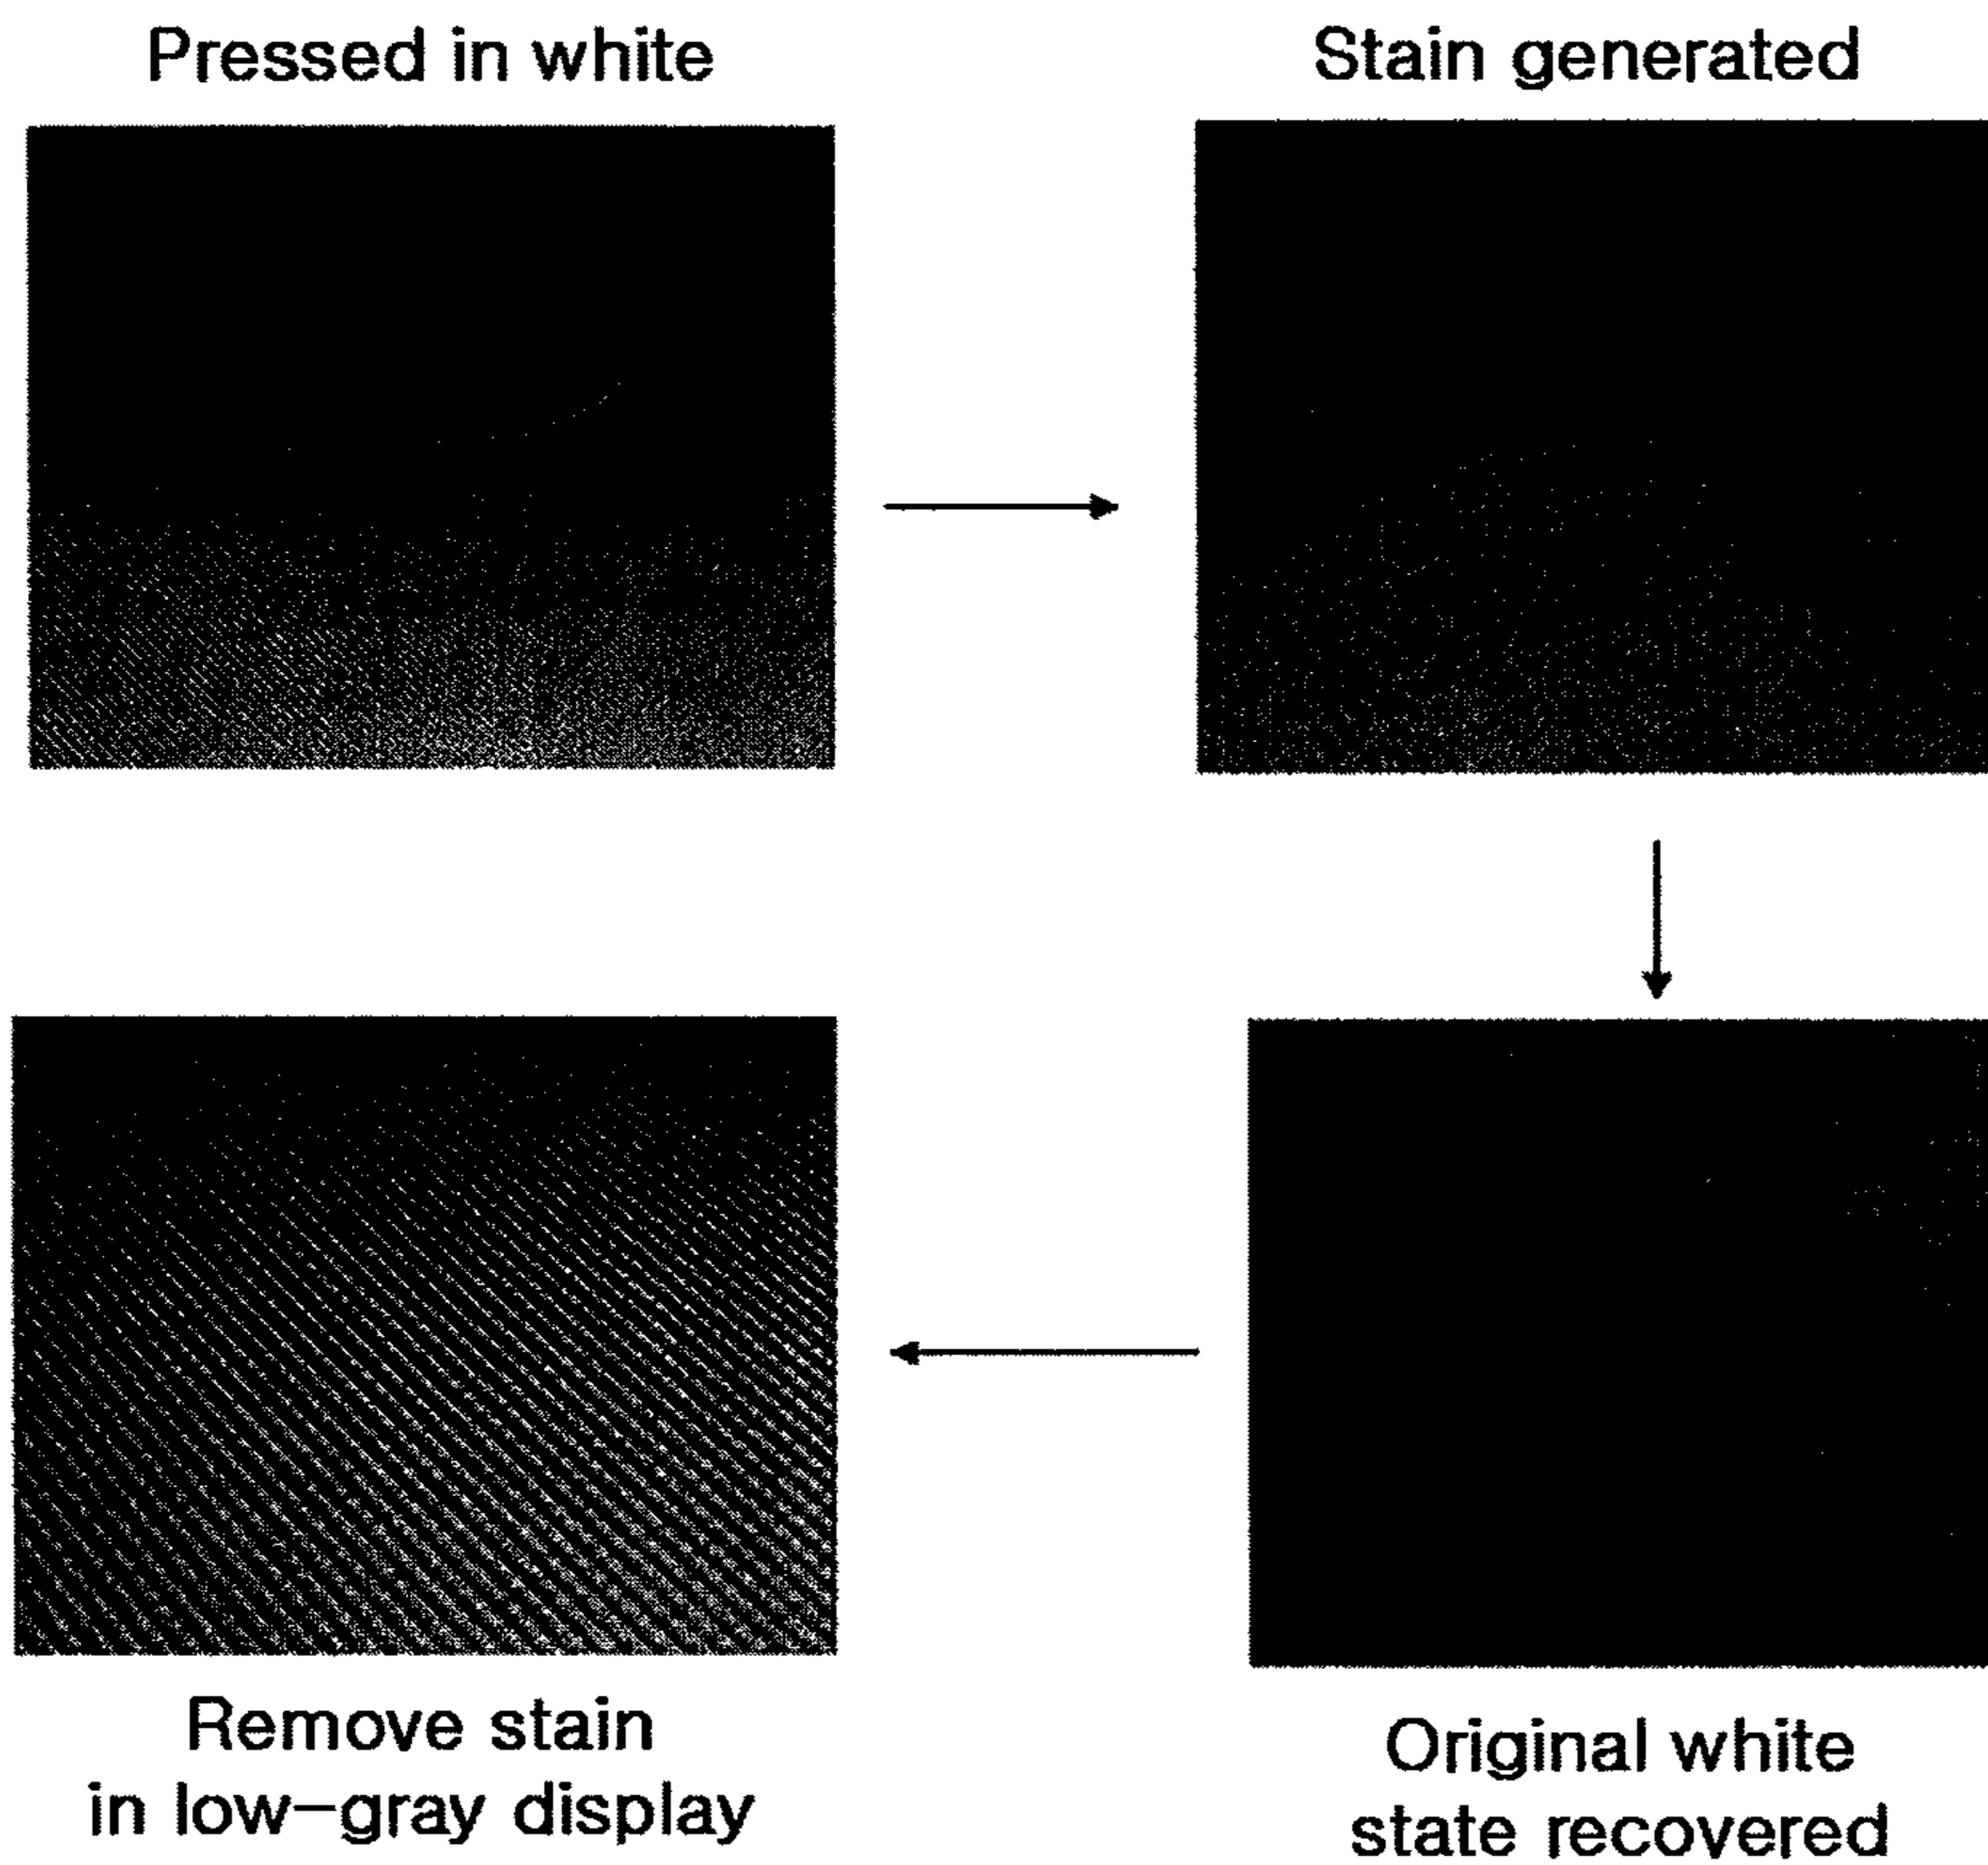 Pressed in white
Stain generated
Remove stain
in low-gray display
Original white
state recovered